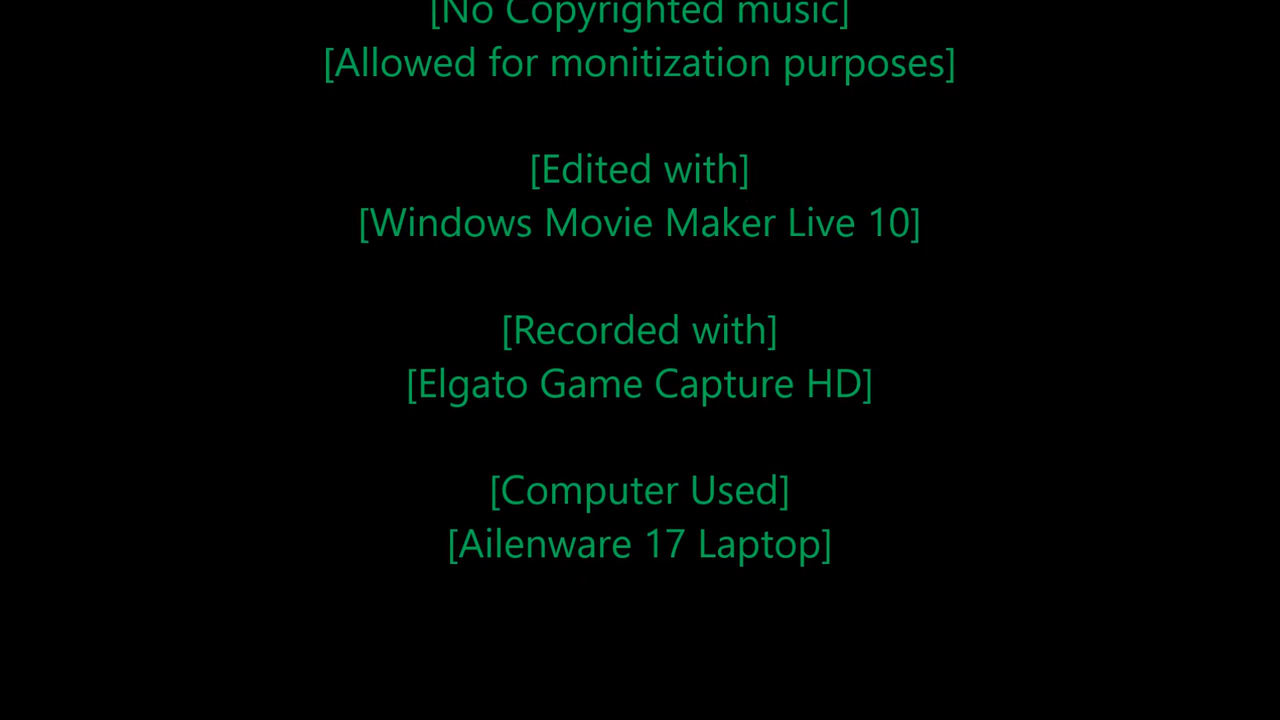 [No Copyrighted music]
[Allowed for monitization purposes]
[Edited with]
[Windows Movie Maker Live 10]
[Recorded with]
[Elgato Game Capture HD]
[Computer Used]
[Ailenware 17 Laptop]